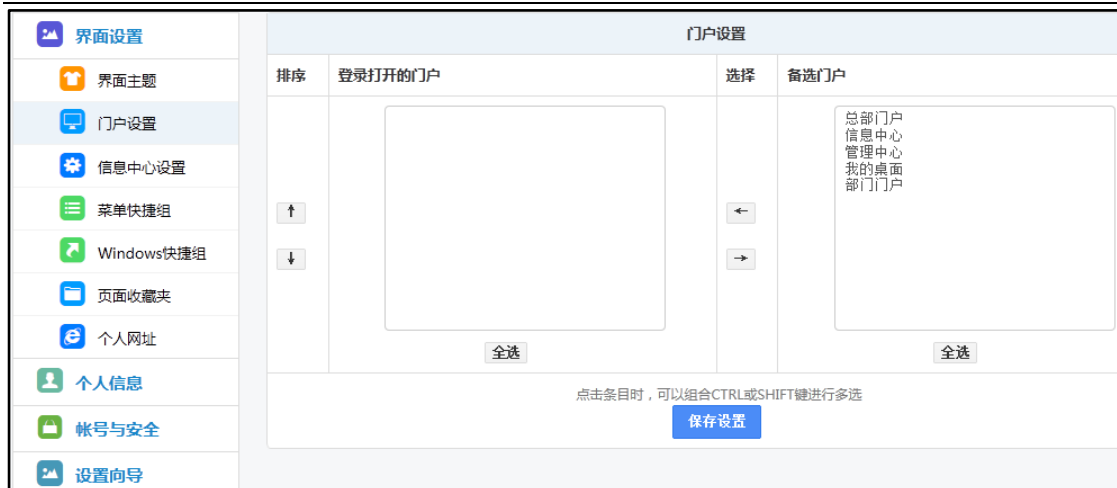 界面设置
界面主题
门户设置
信息中心设置
菜单快捷组
Windows快捷组
页面收藏夹
个人网址
个人信息
帐号与安全
设置向导
门户设置
排序 登录打开的门户 选择 备选门户
总部门户
信息中心
管理中心
我的桌面
部门门户
全选 全选
点击条目时，可以组合CTRL或SHIFT键进行多选
保存设置